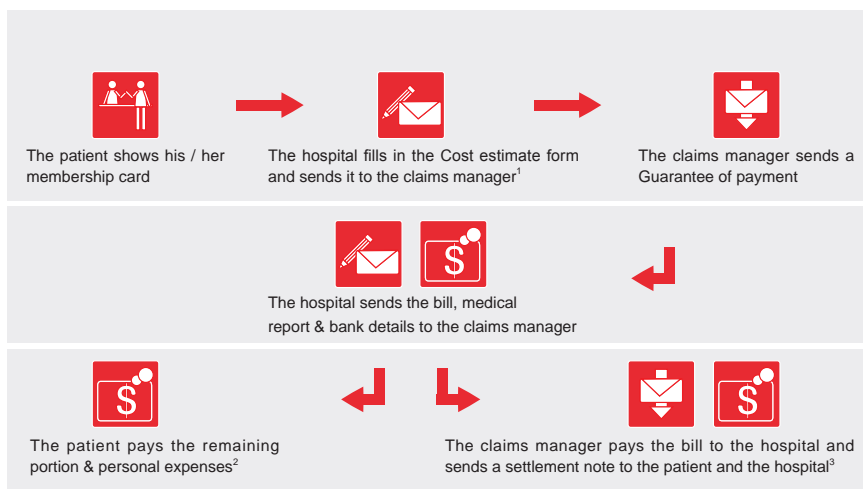 The patient shows his / her
membership card
The hospital fills in the Cost estimate form
and sends it to the claims manager¹
The claims manager sends a
Guarantee of payment
$
The hospital sends the bill, medical
report & bank details to the claims manager
$
The patient pays the remaining
portion & personal expenses²
$
The claims manager pays the bill to the hospital and
sends a settlement note to the patient and the hospital³